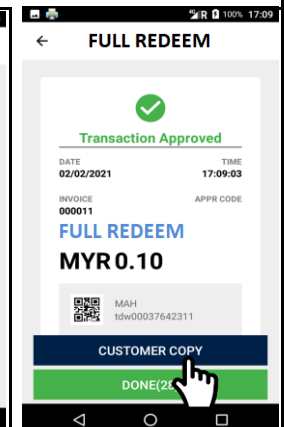 R 100% 17:09
FULL REDEEM
Transaction Approved
DATE TIME
02/02/2021 17:09:03
INVOICE APPR CODE
000011
FULL REDEEM
MYR 0.10
MAH
tdw00037642311
CUSTOMER COPY
DONE(28